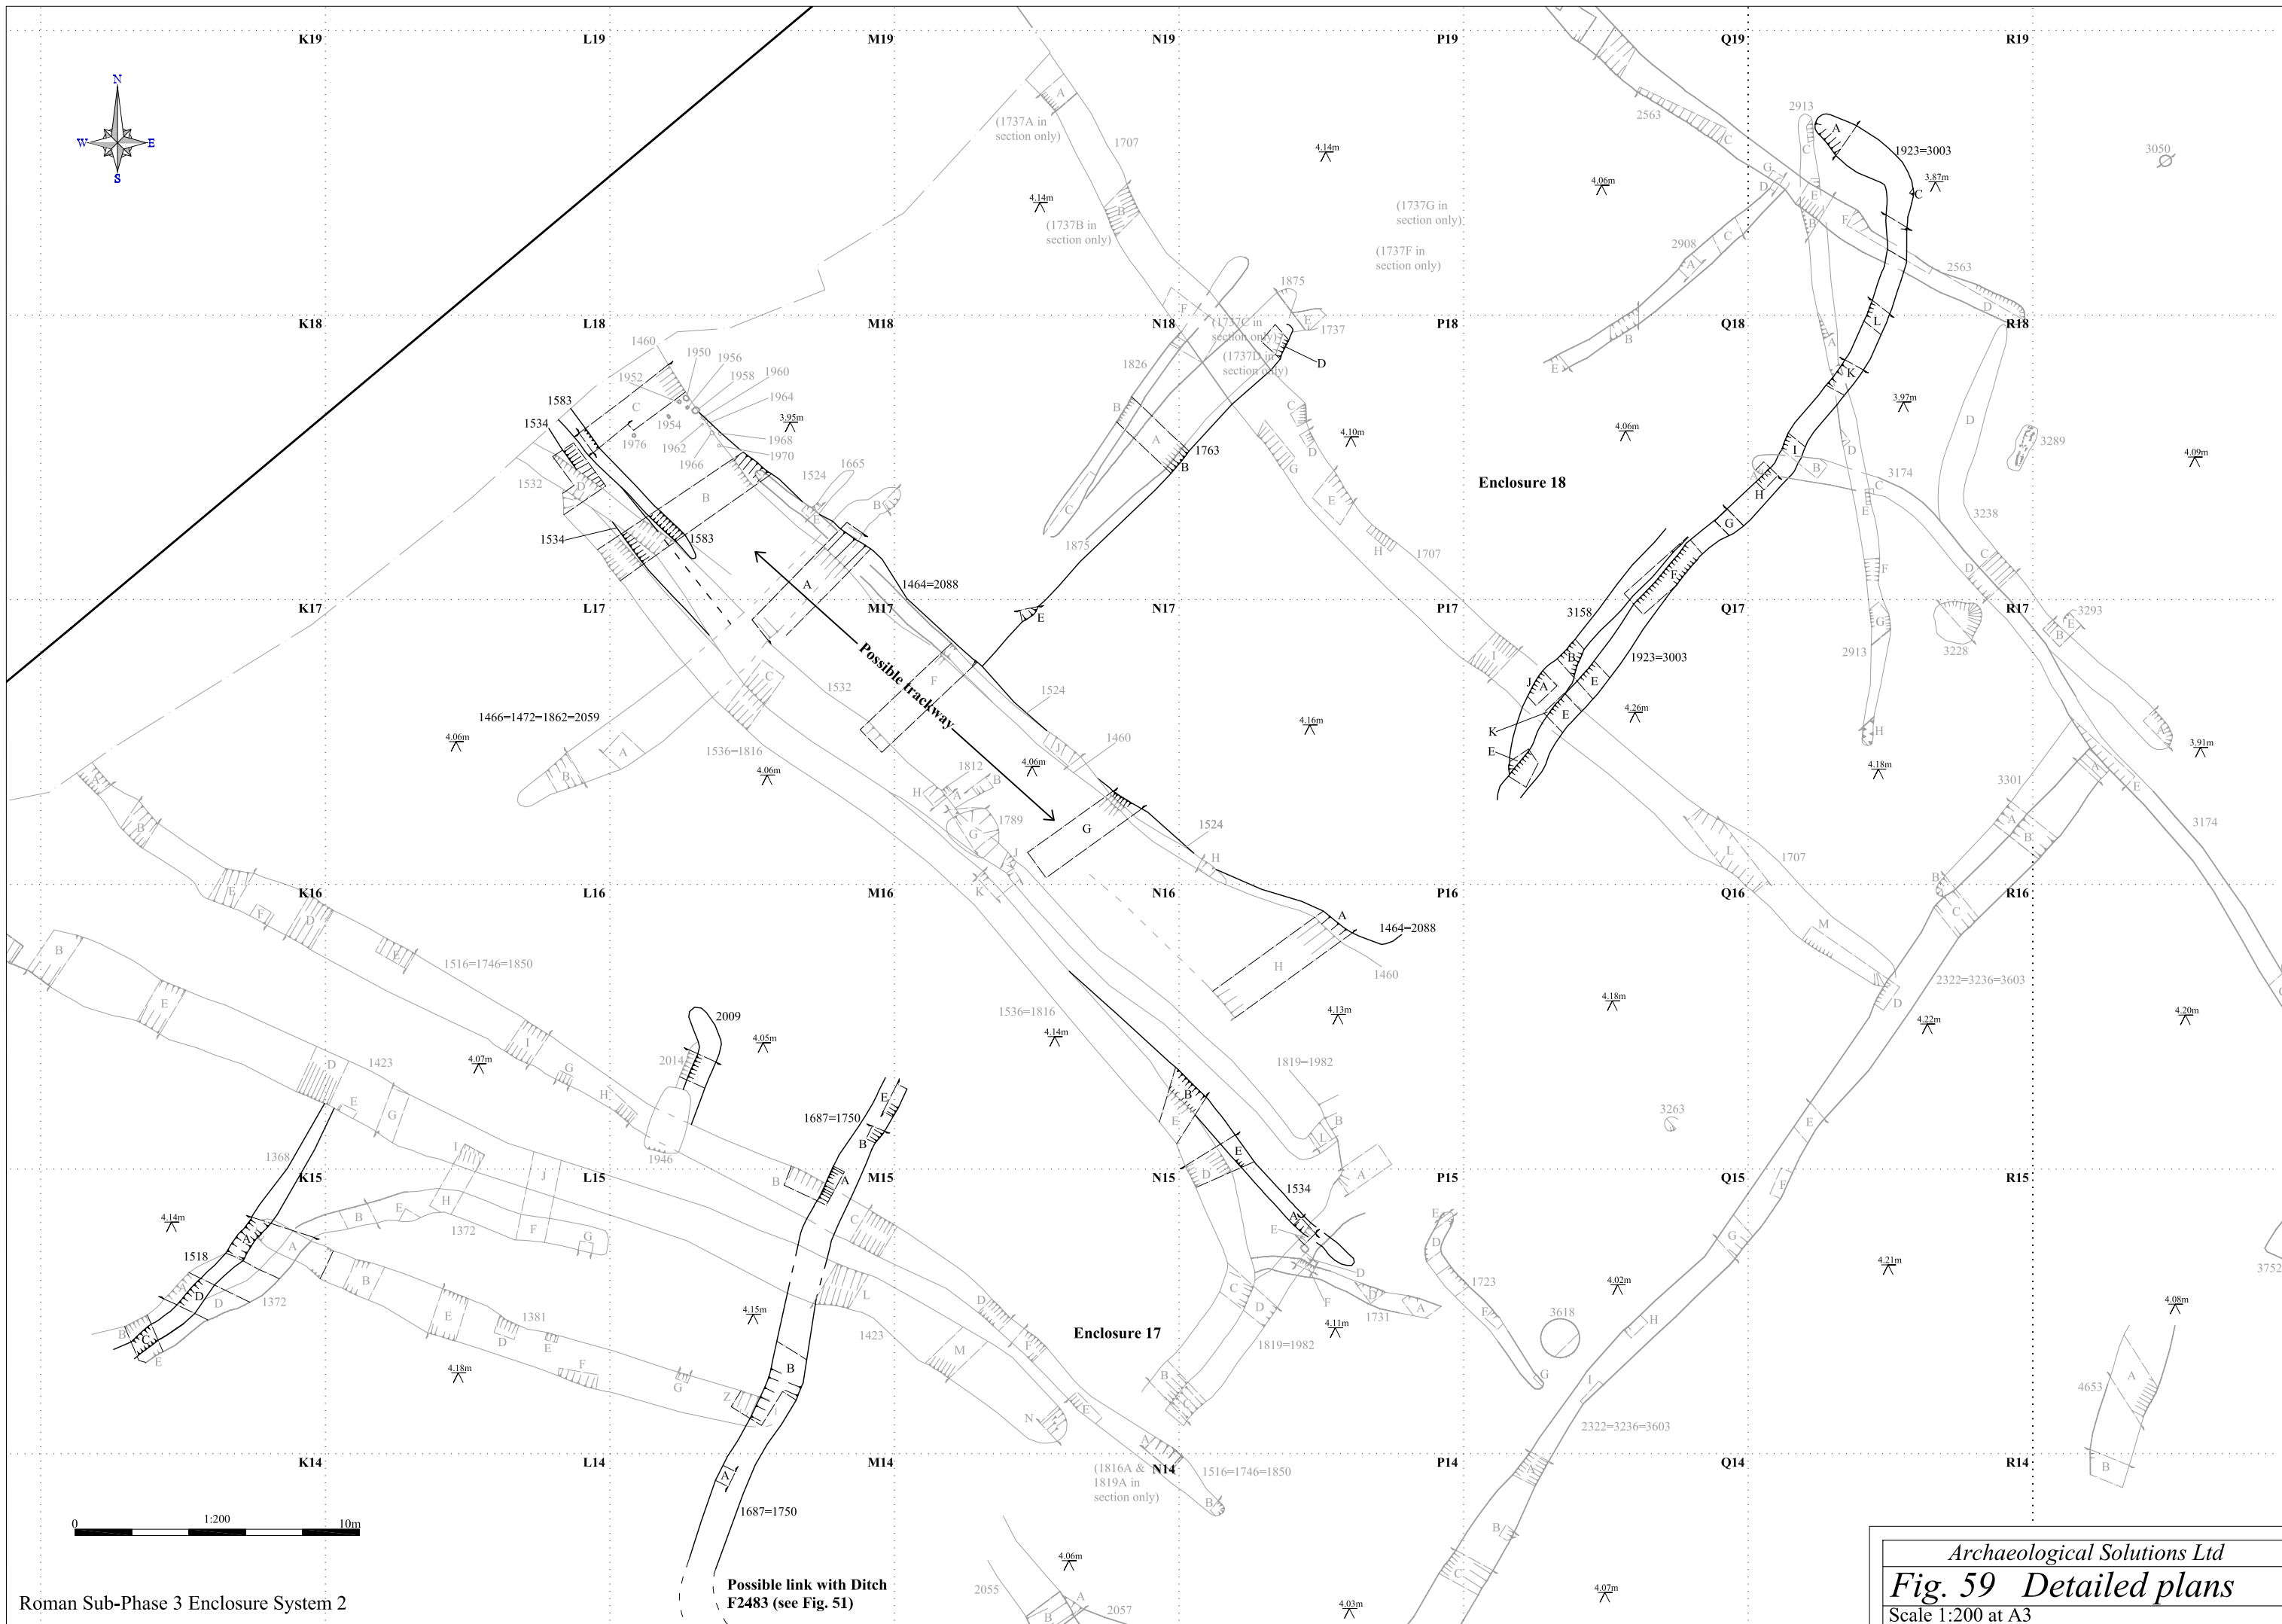 K19
L19
M19
N19
P19
Q19
R19
N
W
E
S
A
(1737A in
section only)
1707
4.14m
4.14m
B
(1737B in
section only)
(1737G in
section only)
(1737F in
section only)
4.06m
2563
C
2913
B
C
A
1923=3003
3.87m
C
3050
G
D
E
B
F
2908
C
A
B
E
2563
D
K18
L18
M18
N18
P18
Q18
R18
1875
F
E
1737
(1737C in
section only)
(1737D in
section only)
D
1826
1460
1950
1956
1958
1960
1952
1964
C
1954
1976
1962
1966
1968
1970
3.95m
1583
1534
1532
D
B
1665
1524
E
B
1534
1583
B
A
1763
B
C
1875
C
D
G
E
H
1707
4.10m
4.06m
Enclosure 18
L
K
A
3.97m
I
H
G
B
D
C
E
3174
D
3289
4.09m
3238
C
D
F
F
K17
L17
M17
N17
P17
Q17
R17
A
1464=2088
E
Possible trackway
F
1532
C
1466=1472=1862=2059
4.06m
A
B
1536=1816
4.06m
1524
J
1460
4.06m
1812
H
A
B
1789
G
J
K
G
1524
H
4.16m
3158
B
J
A
E
E
K
E
1923=3003
4.26m
I
G
2913
3228
H
4.18m
3293
E
B
A
3.91m
3301
A
E
A
B
3174
L
1707
A
B
E
F
D
E
K16
L16
M16
N16
P16
Q16
R16
B
E
1516=1746=1850
A
1464=2088
1460
H
B
C
M
D
2322=3236=3603
4.18m
4.22m
4.20m
4.13m
1536=1816
4.14m
2009
4.05m
2014
4.07m
I
G
H
1423
D
E
G
1946
1687=1750
E
B
B
E
1819=1982
B
L
3263
E
K15
L15
M15
N15
P15
Q15
R15
1368
I
J
H
B
E
1372
F
G
4.14m
1518
A
A
D
D
1372
B
C
E
B
A
C
E
D
1534
A
A
E
D
F
D
A
1731
E
D
1723
F
G
3618
F
G
4.02m
H
I
4.21m
3752
4.08m
B
E
1381
D
E
F
G
4.18m
Z
B
4.15m
L
1423
M
D
F
N
E
A
Enclosure 17
C
D
1819=1982
4.11m
B
C
2322=3236=3603
4653
A
B
K14
L14
M14
N14
P14
Q14
R14
A
1687=1750
(1816A &
1819A in
section only)
1516=1746=1850
B
A
B
C
0
1:200
10m
Possible link with Ditch
F2483 (see Fig. 51)
4.06m
2055
A
B
2057
4.03m
4.07m
Roman Sub-Phase 3 Enclosure System 2
Archaeological Solutions Ltd
Fig. 59 Detailed plans
Scale 1:200 at A3